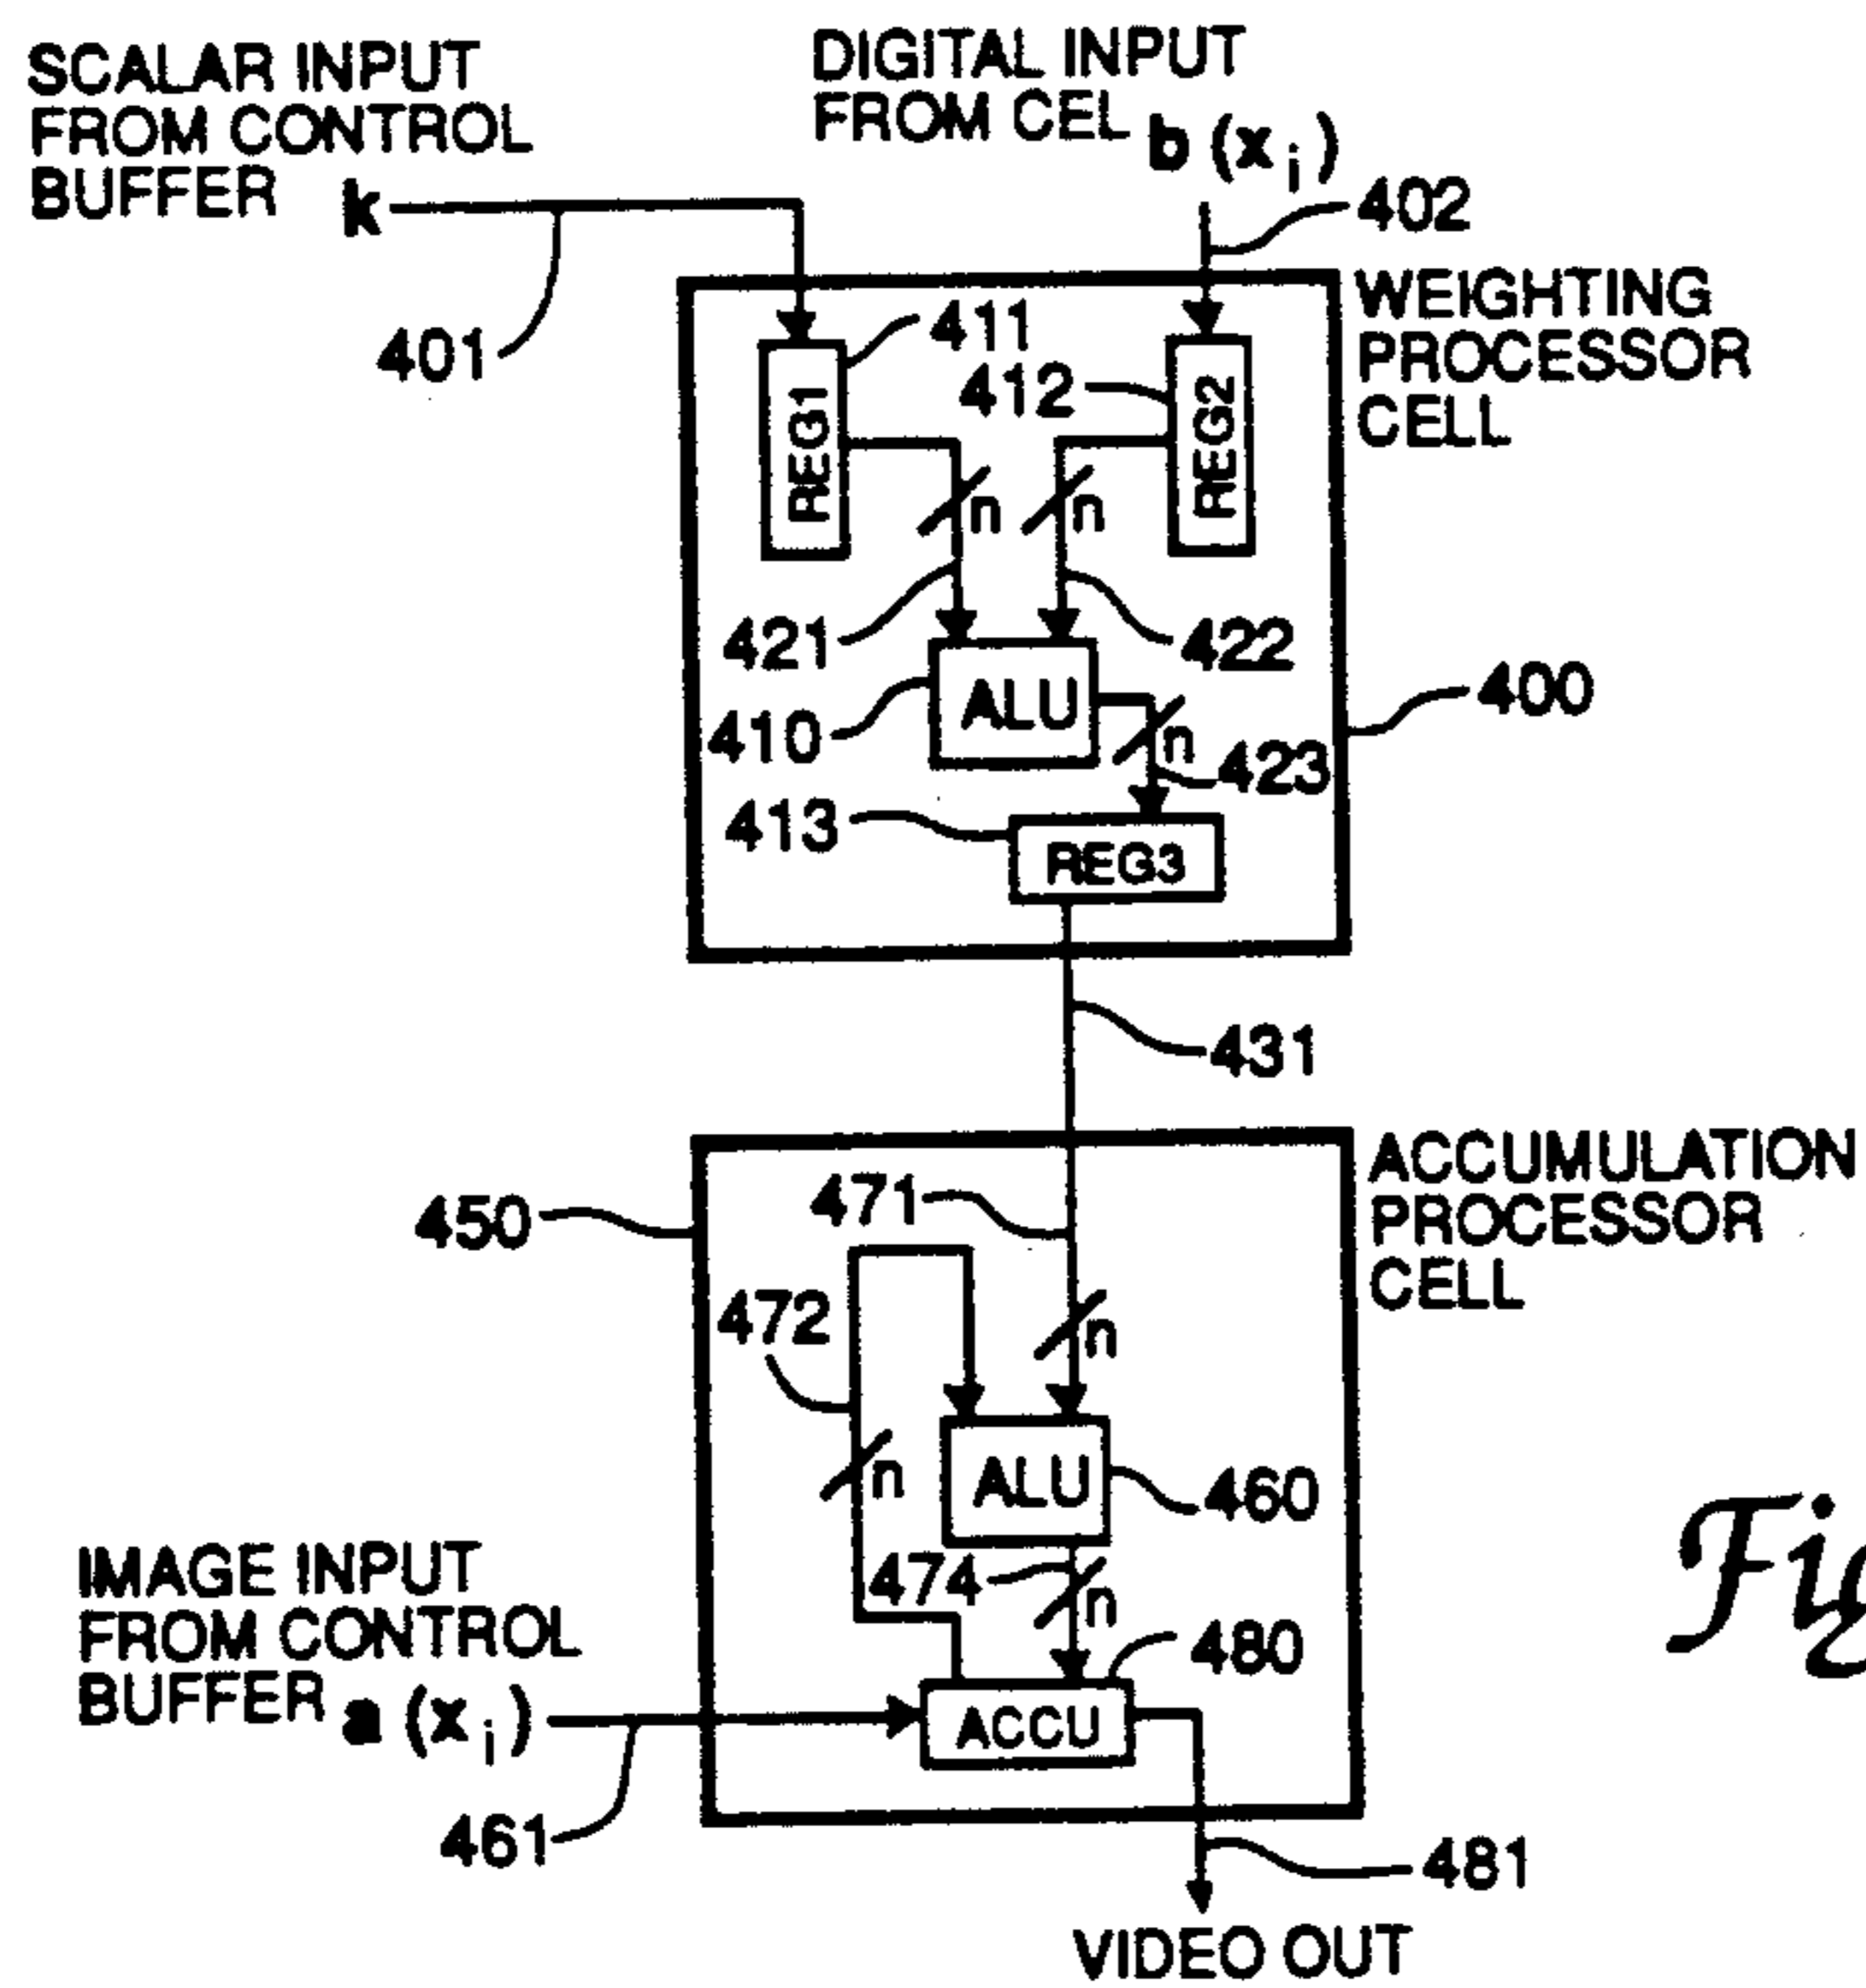 SCALAR INPUT
FROM CONTROL
BUFFER k
DIGITAL INPUT
FROM CEL b (x i)
402
401
WEIGHTING
PROCESSOR
CELL
411
412
REG1
REG2
n
n
421
422
400
410
ALU
n
423
413
REG3
431
ACCUMULATION
PROCESSOR
CELL
450
471
472
n
n
ALU
460
474
n
480
IMAGE INPUT
FROM CONTROL
BUFFER a (x i)
ACCU
461
481
VIDEO OUT